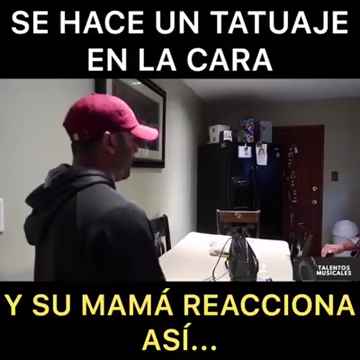 SE HACE UN TATUAJE
EN LA CARA
TALENTOS
MUSICALES
Y SU MAMÁ REACCIONA
ASÍ...